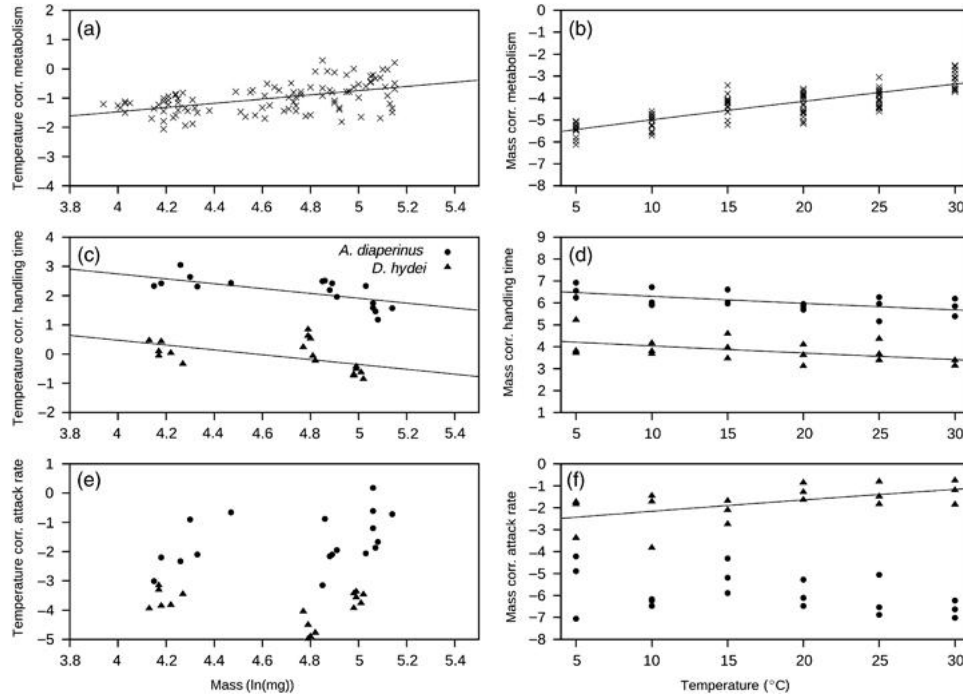 (a)
Temperature corr. metabolism
2
1
0
−1
−2
−3
−4
3.8 4 4.2 4.4 4.6 4.8 5 5.2 5.4
(b)
Mass corr. metabolism
0
−1
−2
−3
−4
−5
−6
−7
−8
5 10 15 20 25 30
(c)
Temperature corr. handling time
4
3
2
1
0
−1
−2
A. diaperinus
D. hydei
3.8 4 4.2 4.4 4.6 4.8 5 5.2 5.4
(d)
Mass corr. handling time
9
8
7
6
5
4
3
2
1
5 10 15 20 25 30
(e)
Temperature corr. attack rate
1
0
−1
−2
−3
−4
−5
3.8 4 4.2 4.4 4.6 4.8 5 5.2 5.4
Mass (ln(mg))
(f)
Mass corr. attack rate
−1
0
−1
−2
−3
−4
−5
−6
−7
−8
5 10 15 20 25 30
Temperature (°C)